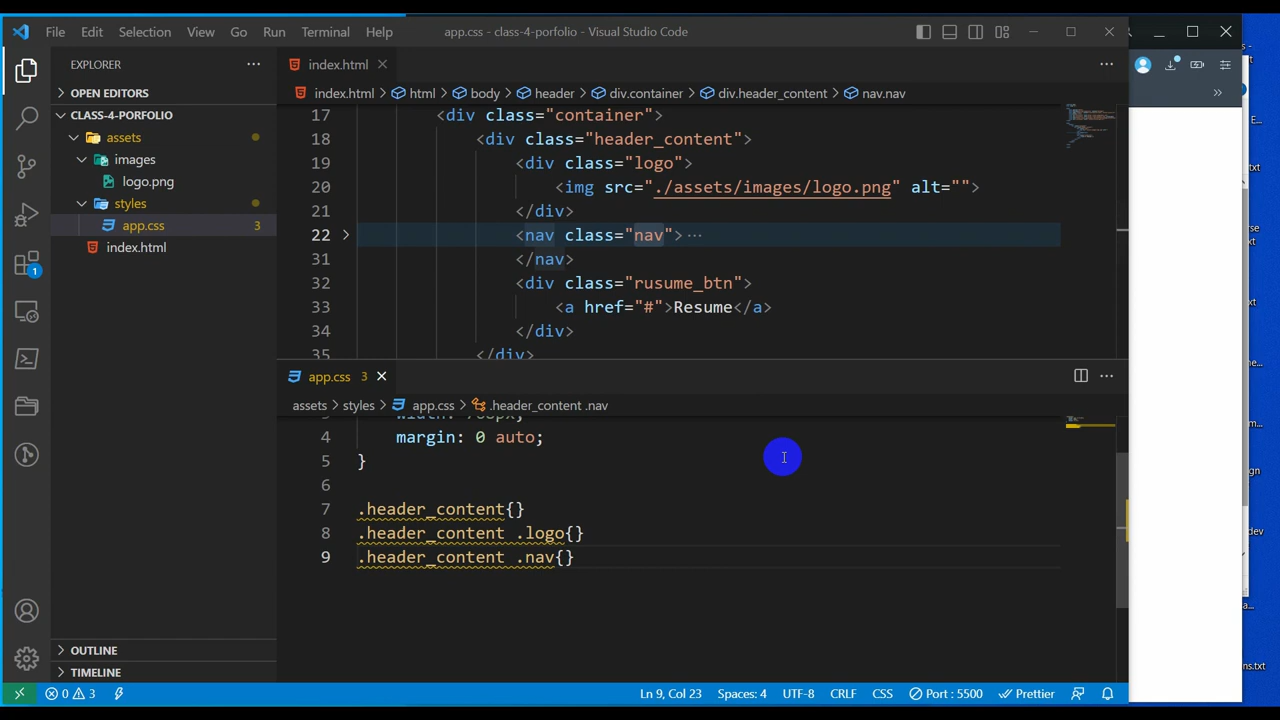 File Edit Selection View Go Run Terminal Help app.css - class-4-porfolio - Visual Studio Code
EXPLORER
OPEN EDITORS
CLASS-4-PORFOLIO
assets
images
logo.png
styles
app.css 3
index.html
OUTLINE
TIMELINE
1
index.html
index.html > html > body > header > div.container > div.header_content > nav.nav
17 <div class="container">
18 <div class="header_content">
19 <div class="logo">
20 <img src="./assets/images/logo.png" alt="">
21 </div>
22 <nav class="nav"> ...
31 </nav>
32 <div class="rusume_btn">
33 <a href="#">Resume</a>
34 </div>
35 </div>
app.css 3
assets > styles > app.css > .header_content .nav
4 margin: 0 auto;
5 }
6
7 .header_content{}
8 .header_content .logo{}
9 .header_content .nav{}
0 3 Ln 9, Col 23 Spaces: 4 UTF-8 CRLF CSS Port : 5500 Prettier